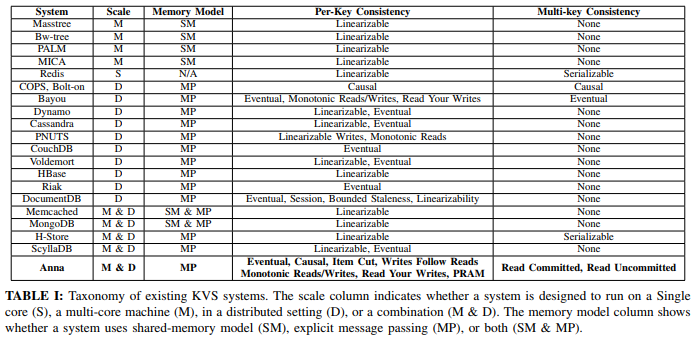 System Scale Memory Model Per-Key Consistency Multi-key Consistency
Masstree M SM Linearizable None
Bw-tree M SM Linearizable None
PALM M SM Linearizable None
MICA M SM Linearizable None
Redis S N/A Linearizable Serializable
COPS, Bolt-on D MP Causal Causal
Bayou D MP Eventual, Monotonic Reads/Writes, Read Your Writes Eventual
Dynamo D MP Linearizable, Eventual None
Cassandra D MP Linearizable, Eventual None
PNUTS D MP Linearizable Writes, Monotonic Reads None
CouchDB D MP Eventual None
Voldemort D MP Linearizable, Eventual None
HBase D MP Linearizable None
Riak D MP Eventual None
DocumentDB D MP Eventual, Session, Bounded Staleness, Linearizability None
Memcached M & D SM & MP Linearizable None
MongoDB M & D SM & MP Linearizable None
H-Store M & D MP Linearizable Serializable
ScyllaDB M & D MP Linearizable, Eventual None
Anna M & D MP Eventual, Causal, Item Cut, Writes Follow Reads
Monotonic Reads/Writes, Read Your Writes, PRAM Read Committed, Read Uncommitted
TABLE I: Taxonomy of existing KVS systems. The scale column indicates whether a system is designed to run on a Single
core (S), a multi-core machine (M), in a distributed setting (D), or a combination (M & D). The memory model column shows
whether a system uses shared-memory model (SM), explicit message passing (MP), or both (SM & MP).